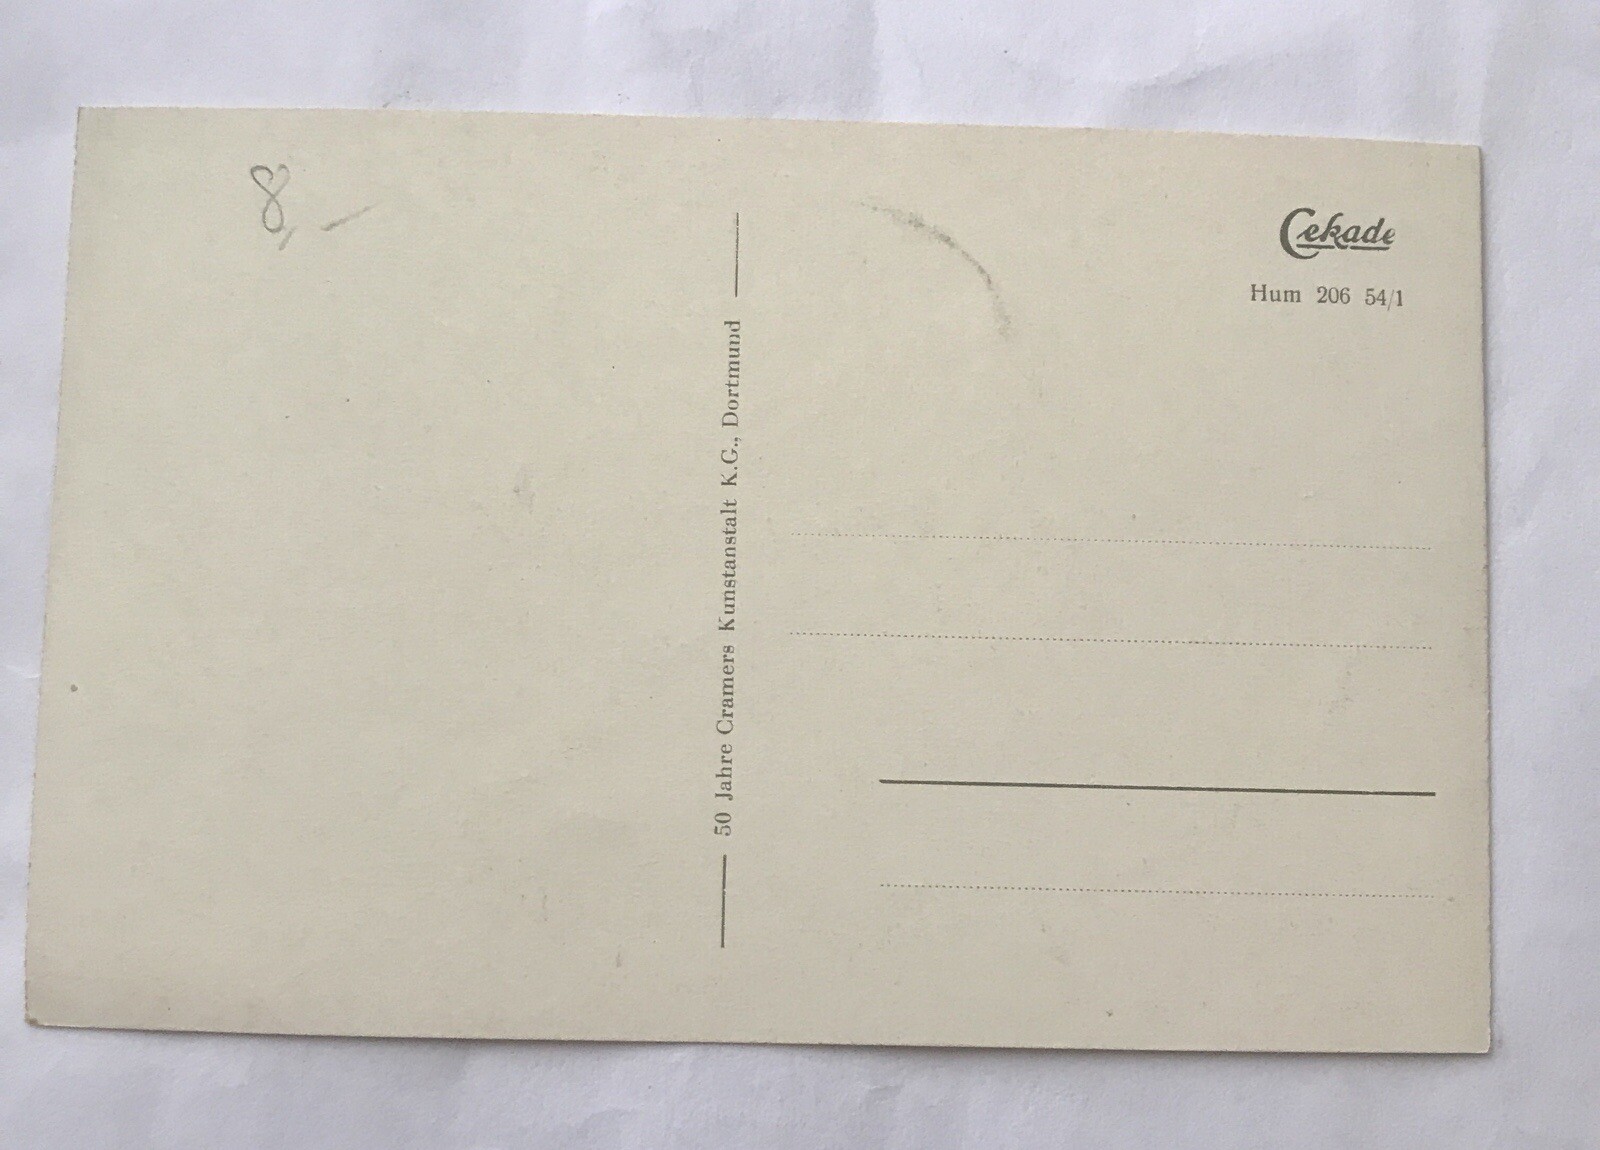 8,-
Cekade
Hum 206 54/1
50 Jahre Cramers Kunstanstalt K.G., Dortmund